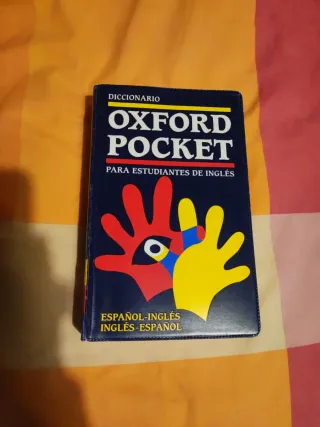 DICCIONARIO
OXFORD
POCKET
PARA ESTUDIANTES DE INGLÉS
ESPAÑOL-INGLÉS
INGLÉS-ESPAÑOL